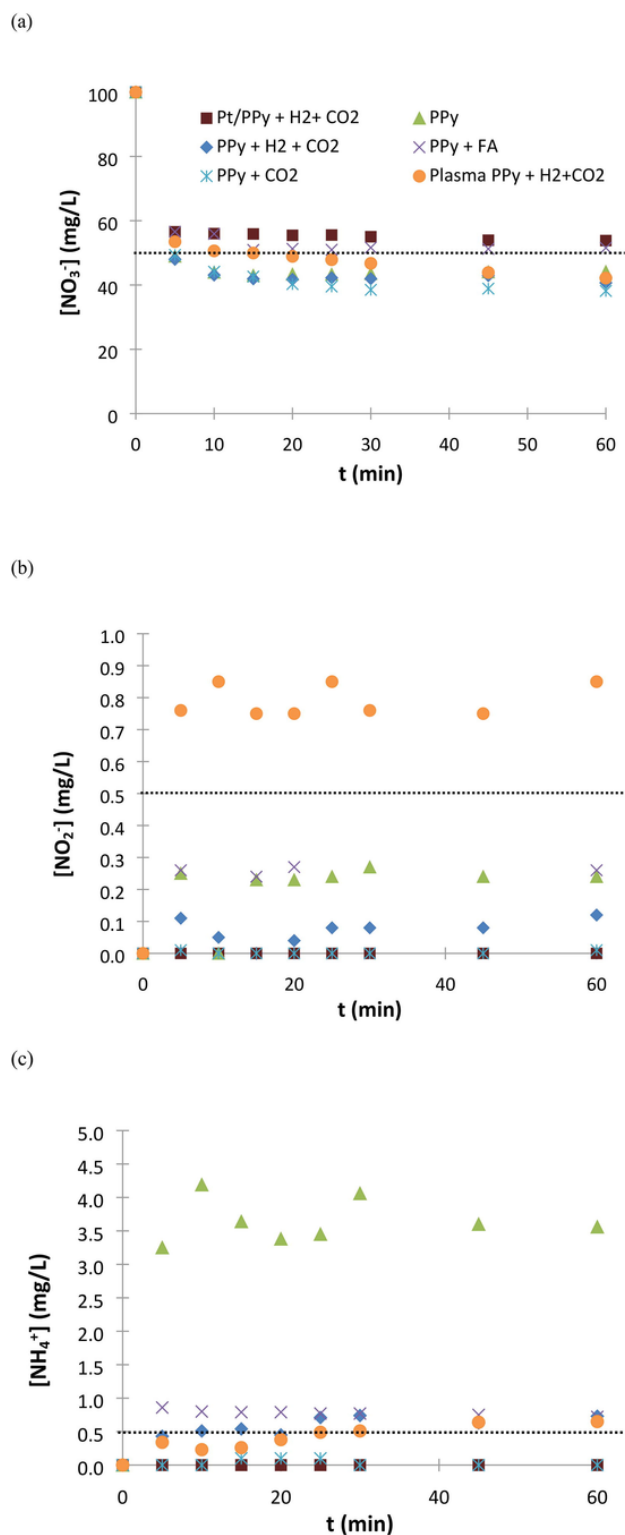 (a)
100
80
60
40
20
0
[NO₃⁻] (mg/L)
Pt/PPy + H2+ CO2
PPy
PPy + H2 + CO2
PPy + FA
PPy + CO2
Plasma PPy + H2+CO2
0 10 20 30 40 50 60
t (min)
(b)
1.0
0.9
0.8
0.7
0.6
0.5
0.4
0.3
0.2
0.1
0.0
[NO₂⁻] (mg/L)
0 20 40 60
t (min)
(c)
5.0
4.5
4.0
3.5
3.0
2.5
2.0
1.5
1.0
0.5
0.0
[NH₄⁺] (mg/L)
0 20 40 60
t (min)